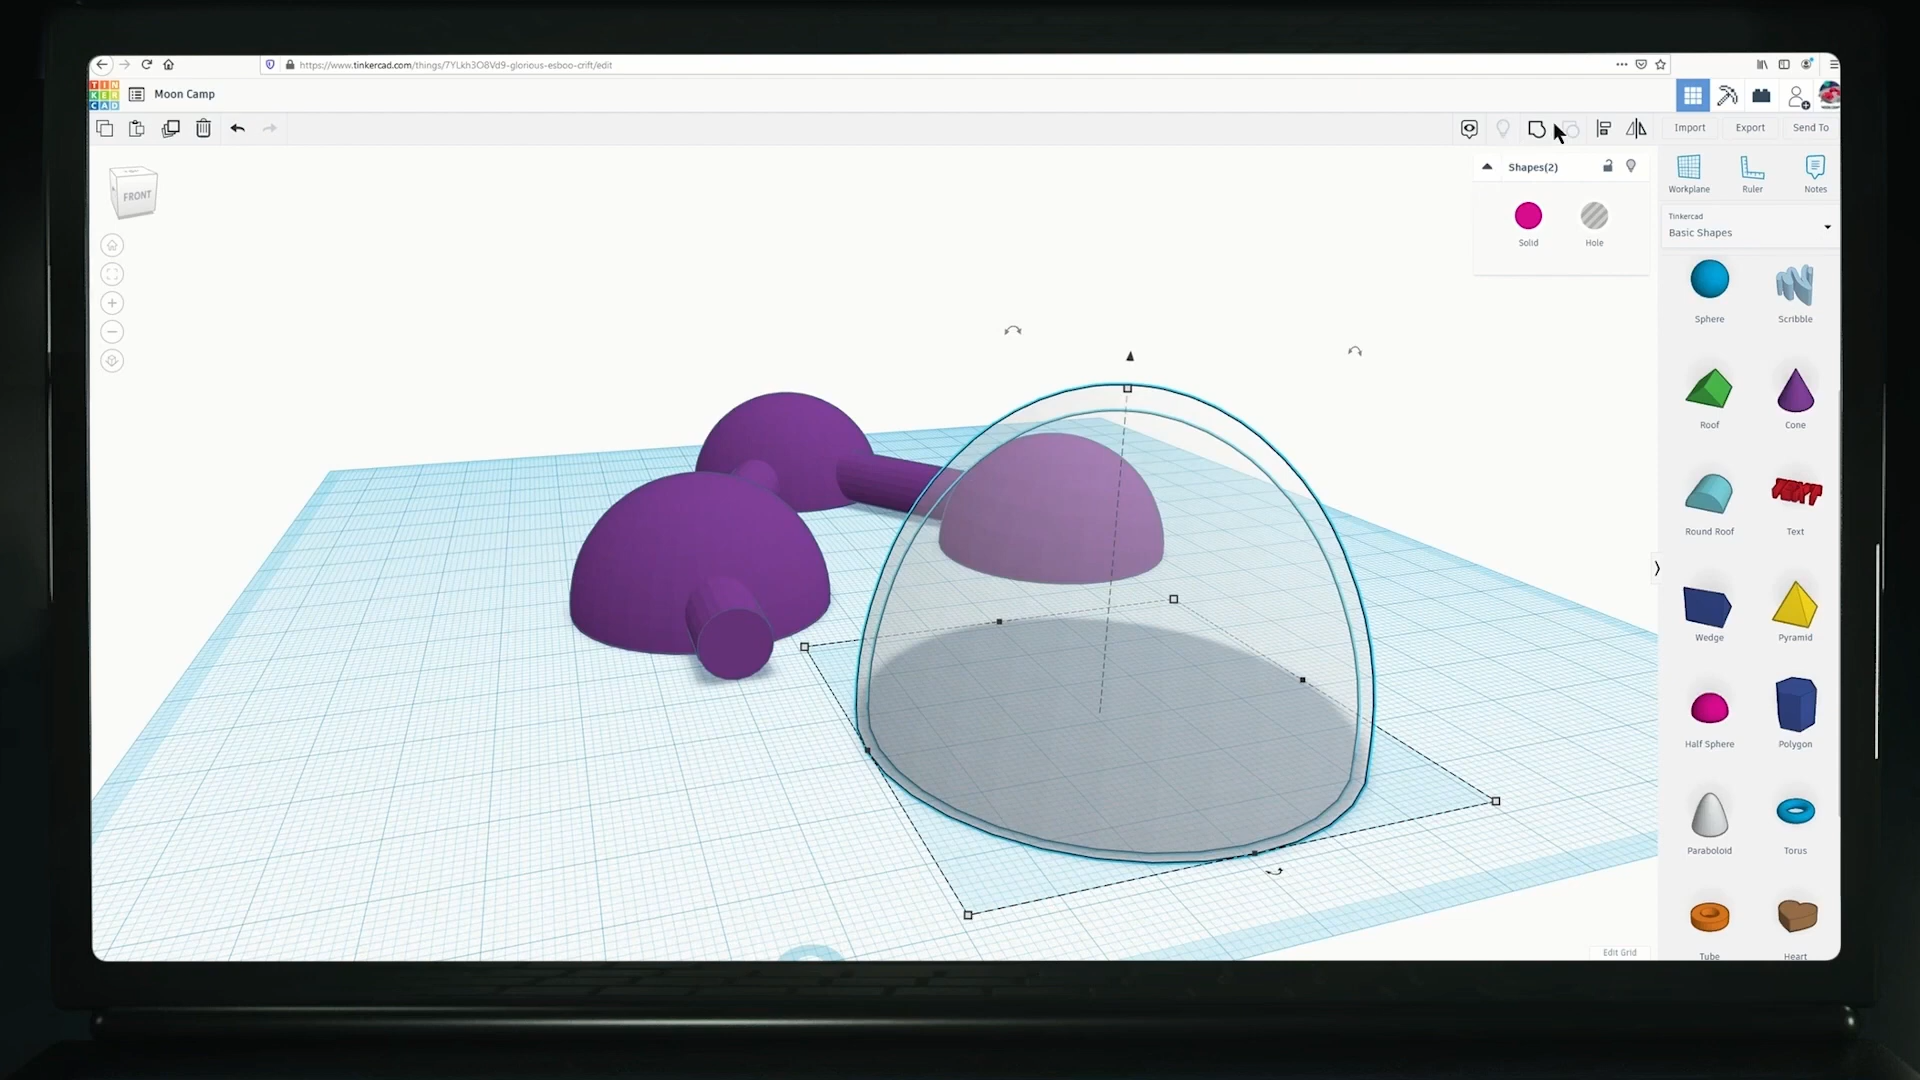 https://www.tinkercad.com/things/7YLkh3O8Vd9-glorious-esboo-crift/edit
TIN
KER
CAD
Moon Camp
Import
Export
Send To
FRONT
Shapes(2)
Solid
Hole
Workplane
Ruler
Notes
Tinkercad
Basic Shapes
Sphere
Scribble
Roof
Cone
TEXT
Round Roof
Text
Wedge
Pyramid
Half Sphere
Polygon
Paraboloid
Torus
Tube
Heart
Edit Grid